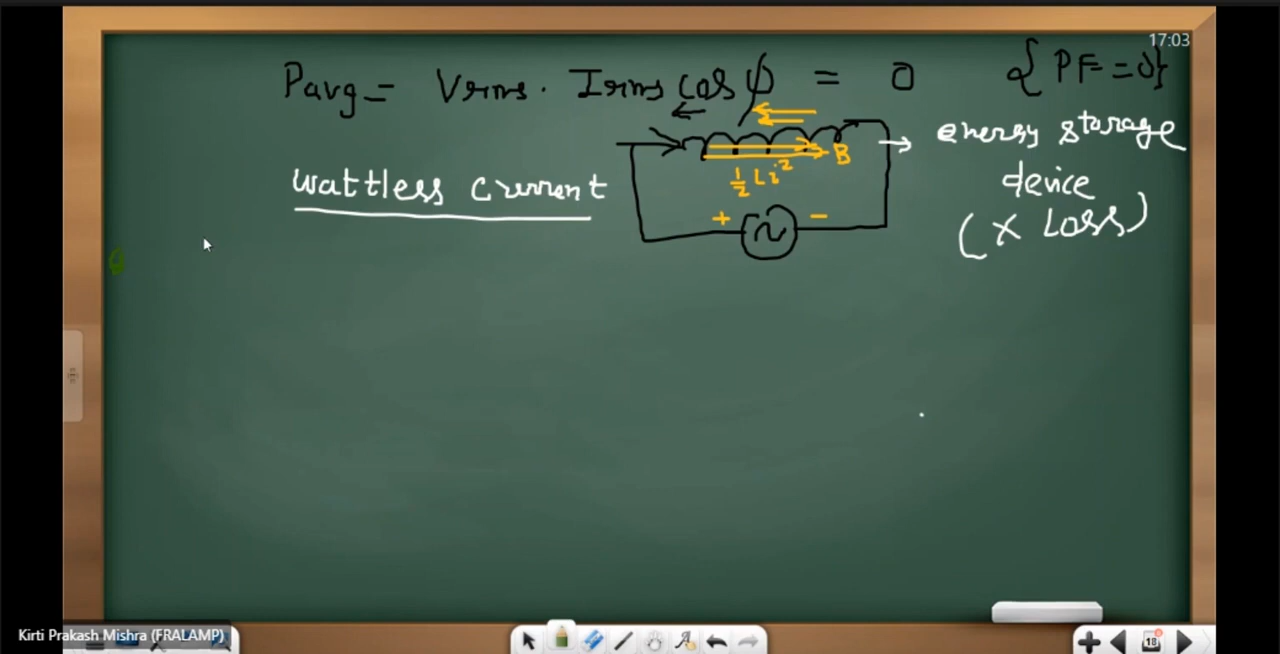 17:03
Pavg = Vrms. Irms cos ϕ = 0 { PF = 0}
energy storage
device
(x Loss)
wattless current
B
½ Li²
+ ~ −
Kirti Prakash Mishra (FRALAMP)
18